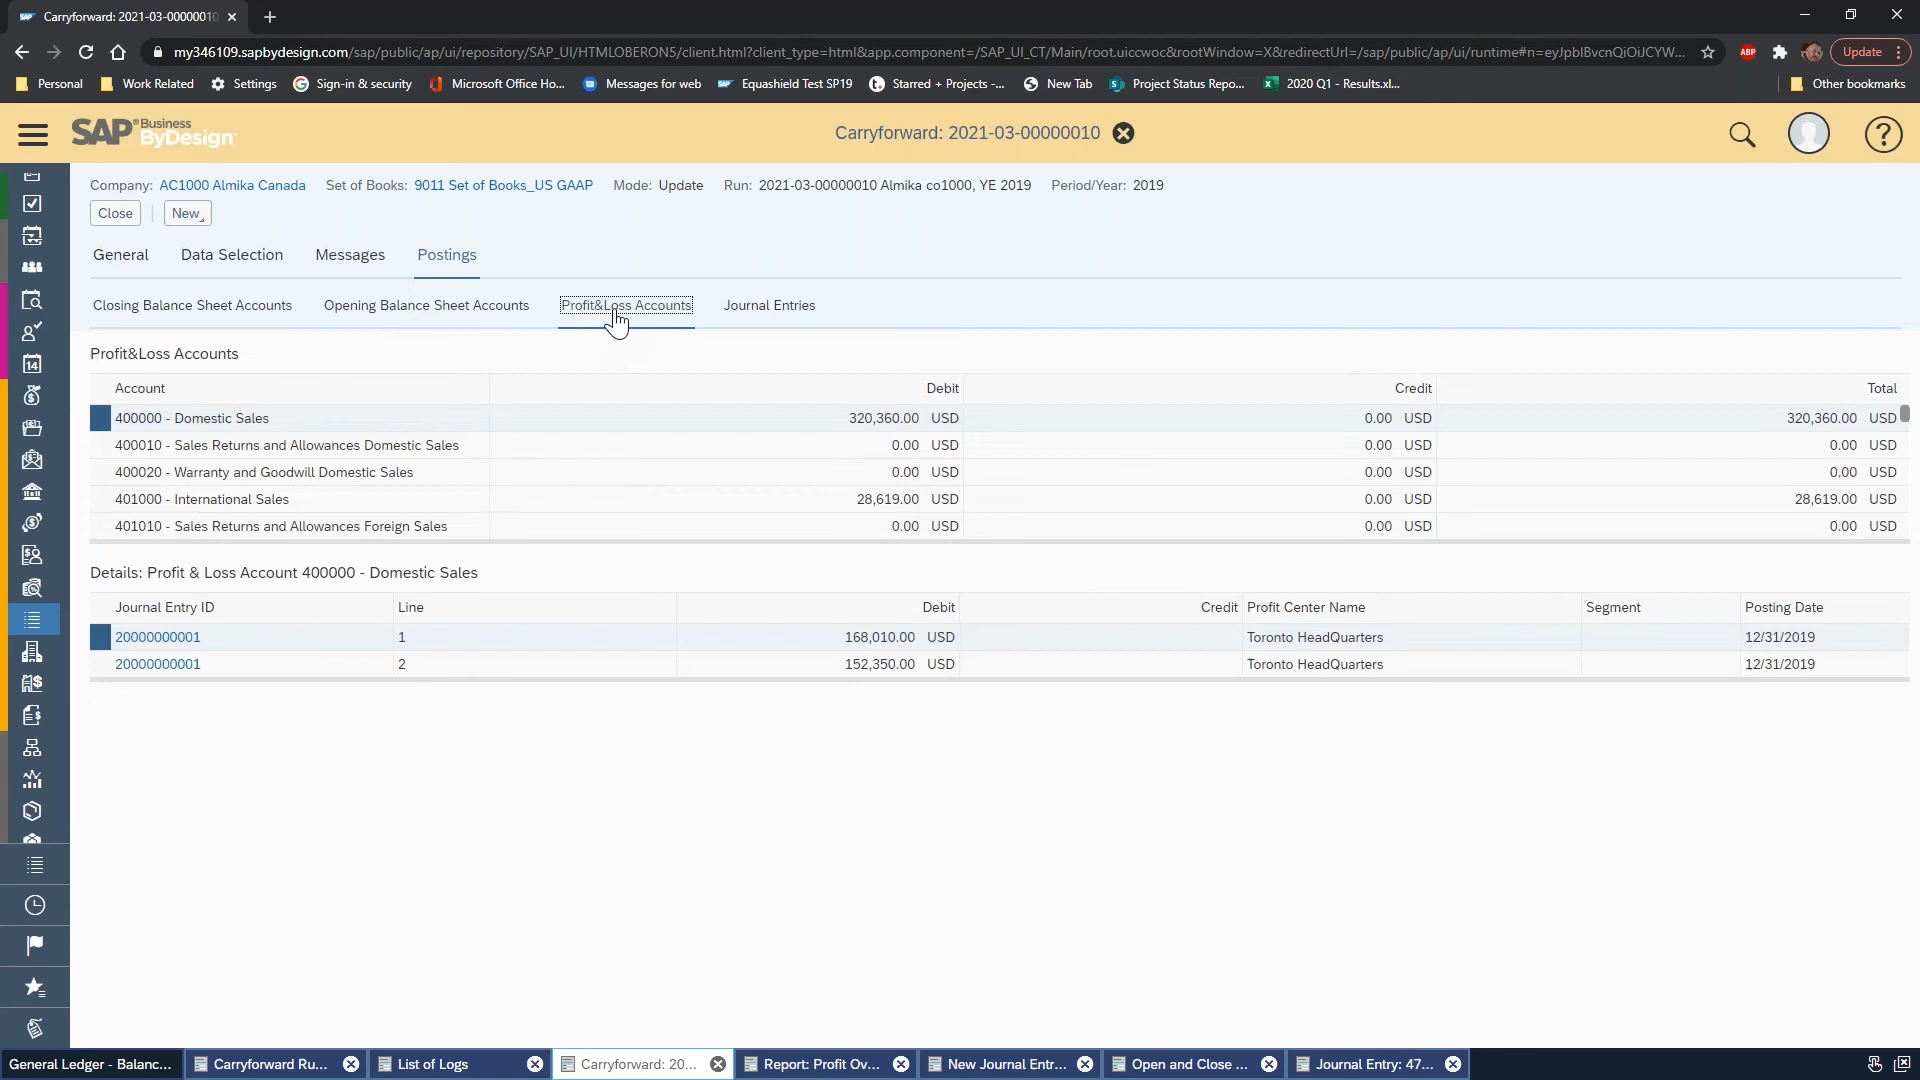 Carryforward: 2021-03-00000010
my346109.sapbydesign.com/sap/public/ap/ui/repository/SAP_UI/HTMLOBERON5/client.html?client_type=html&app.component=/SAP_UI_CT/Main/root.uiccwoc&rootWindow=X&redirectUrl=/sap/public/ap/ui/runtime#n=eyJpbIBvcnQiOiJCYW...
ABP
Update
Personal Work Related Settings Sign-in & security Microsoft Office Ho... Messages for web Equashield Test SP19 Starred + Projects -... New Tab Project Status Repo... 2020 Q1 - Results.xl... Other bookmarks
SAP Business ByDesign
Carryforward: 2021-03-00000010
Company: AC1000 Almika Canada Set of Books: 9011 Set of Books_US GAAP Mode: Update Run: 2021-03-00000010 Almika co1000, YE 2019 Period/Year: 2019
Close New
General Data Selection Messages Postings
Closing Balance Sheet Accounts Opening Balance Sheet Accounts Profit&Loss Accounts Journal Entries
Profit&Loss Accounts
Account Debit Credit Total
400000 - Domestic Sales 320,360.00 USD 0.00 USD 320,360.00 USD
400010 - Sales Returns and Allowances Domestic Sales 0.00 USD 0.00 USD 0.00 USD
400020 - Warranty and Goodwill Domestic Sales 0.00 USD 0.00 USD 0.00 USD
401000 - International Sales 28,619.00 USD 0.00 USD 28,619.00 USD
401010 - Sales Returns and Allowances Foreign Sales 0.00 USD 0.00 USD 0.00 USD
Details: Profit & Loss Account 400000 - Domestic Sales
Journal Entry ID Line Debit Credit Profit Center Name Segment Posting Date
20000000001 1 168,010.00 USD Toronto HeadQuarters 12/31/2019
20000000001 2 152,350.00 USD Toronto HeadQuarters 12/31/2019
14
General Ledger - Balanc... Carryforward Ru... List of Logs Carryforward: 20... Report: Profit Ov... New Journal Entr... Open and Close ... Journal Entry: 47...